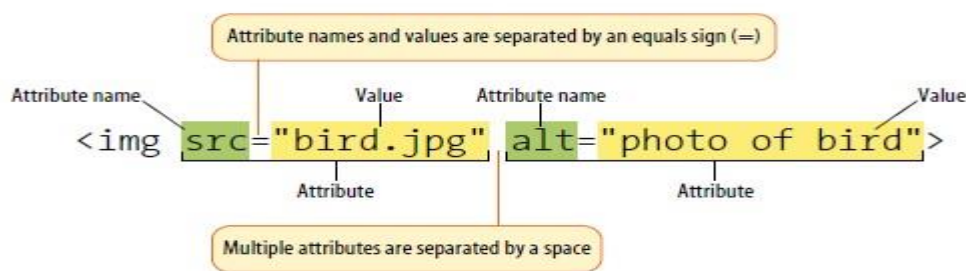 Attribute names and values are separated by an equals sign (=)
Attribute name Value Attribute name Value
<img src="bird.jpg" alt="photo of bird">
Attribute Attribute
Multiple attributes are separated by a space